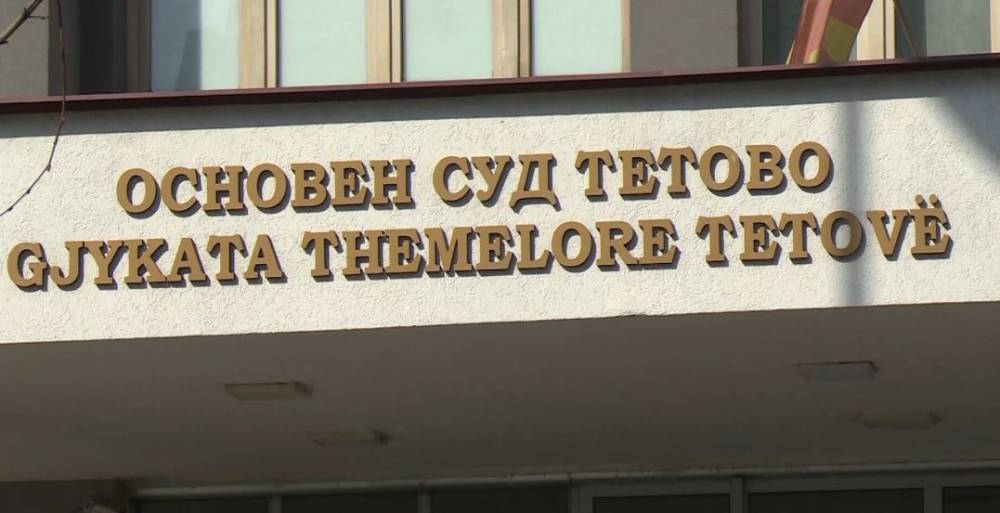 ОСНОВЕН СУД ТЕТОВО
GJYKATA THEMELORE TETOVË